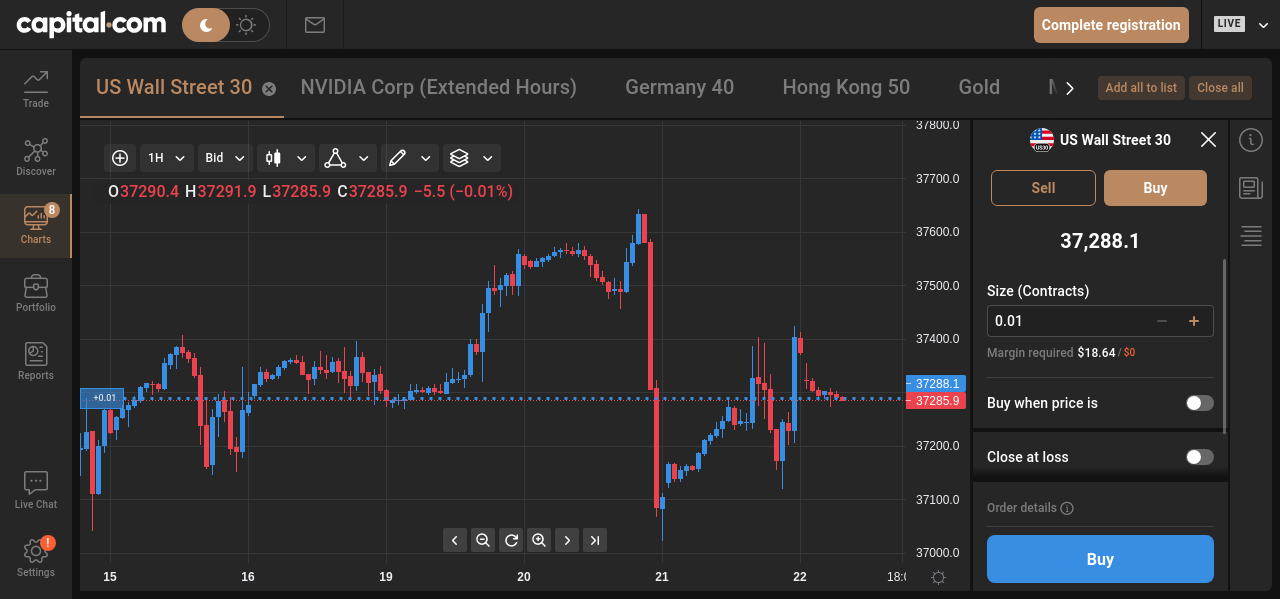 capital.com
Complete registration
LIVE
Trade
Discover
8
Charts
Portfolio
Reports
Live Chat
!
Settings
US Wall Street 30
NVIDIA Corp (Extended Hours)
Germany 40
Hong Kong 50
Gold
Add all to list
Close all
1H
Bid
O37290.4 H37291.9 L37285.9 C37285.9 −5.5 (−0.01%)
37800.0
37700.0
37600.0
37500.0
37400.0
37288.1
37285.9
37200.0
37100.0
37000.0
+0.01
15
16
19
20
21
22
US30
US Wall Street 30
Sell
Buy
37,288.1
Size (Contracts)
0.01
Margin required $18.64 / $0
Buy when price is
Close at loss
Order details
Buy